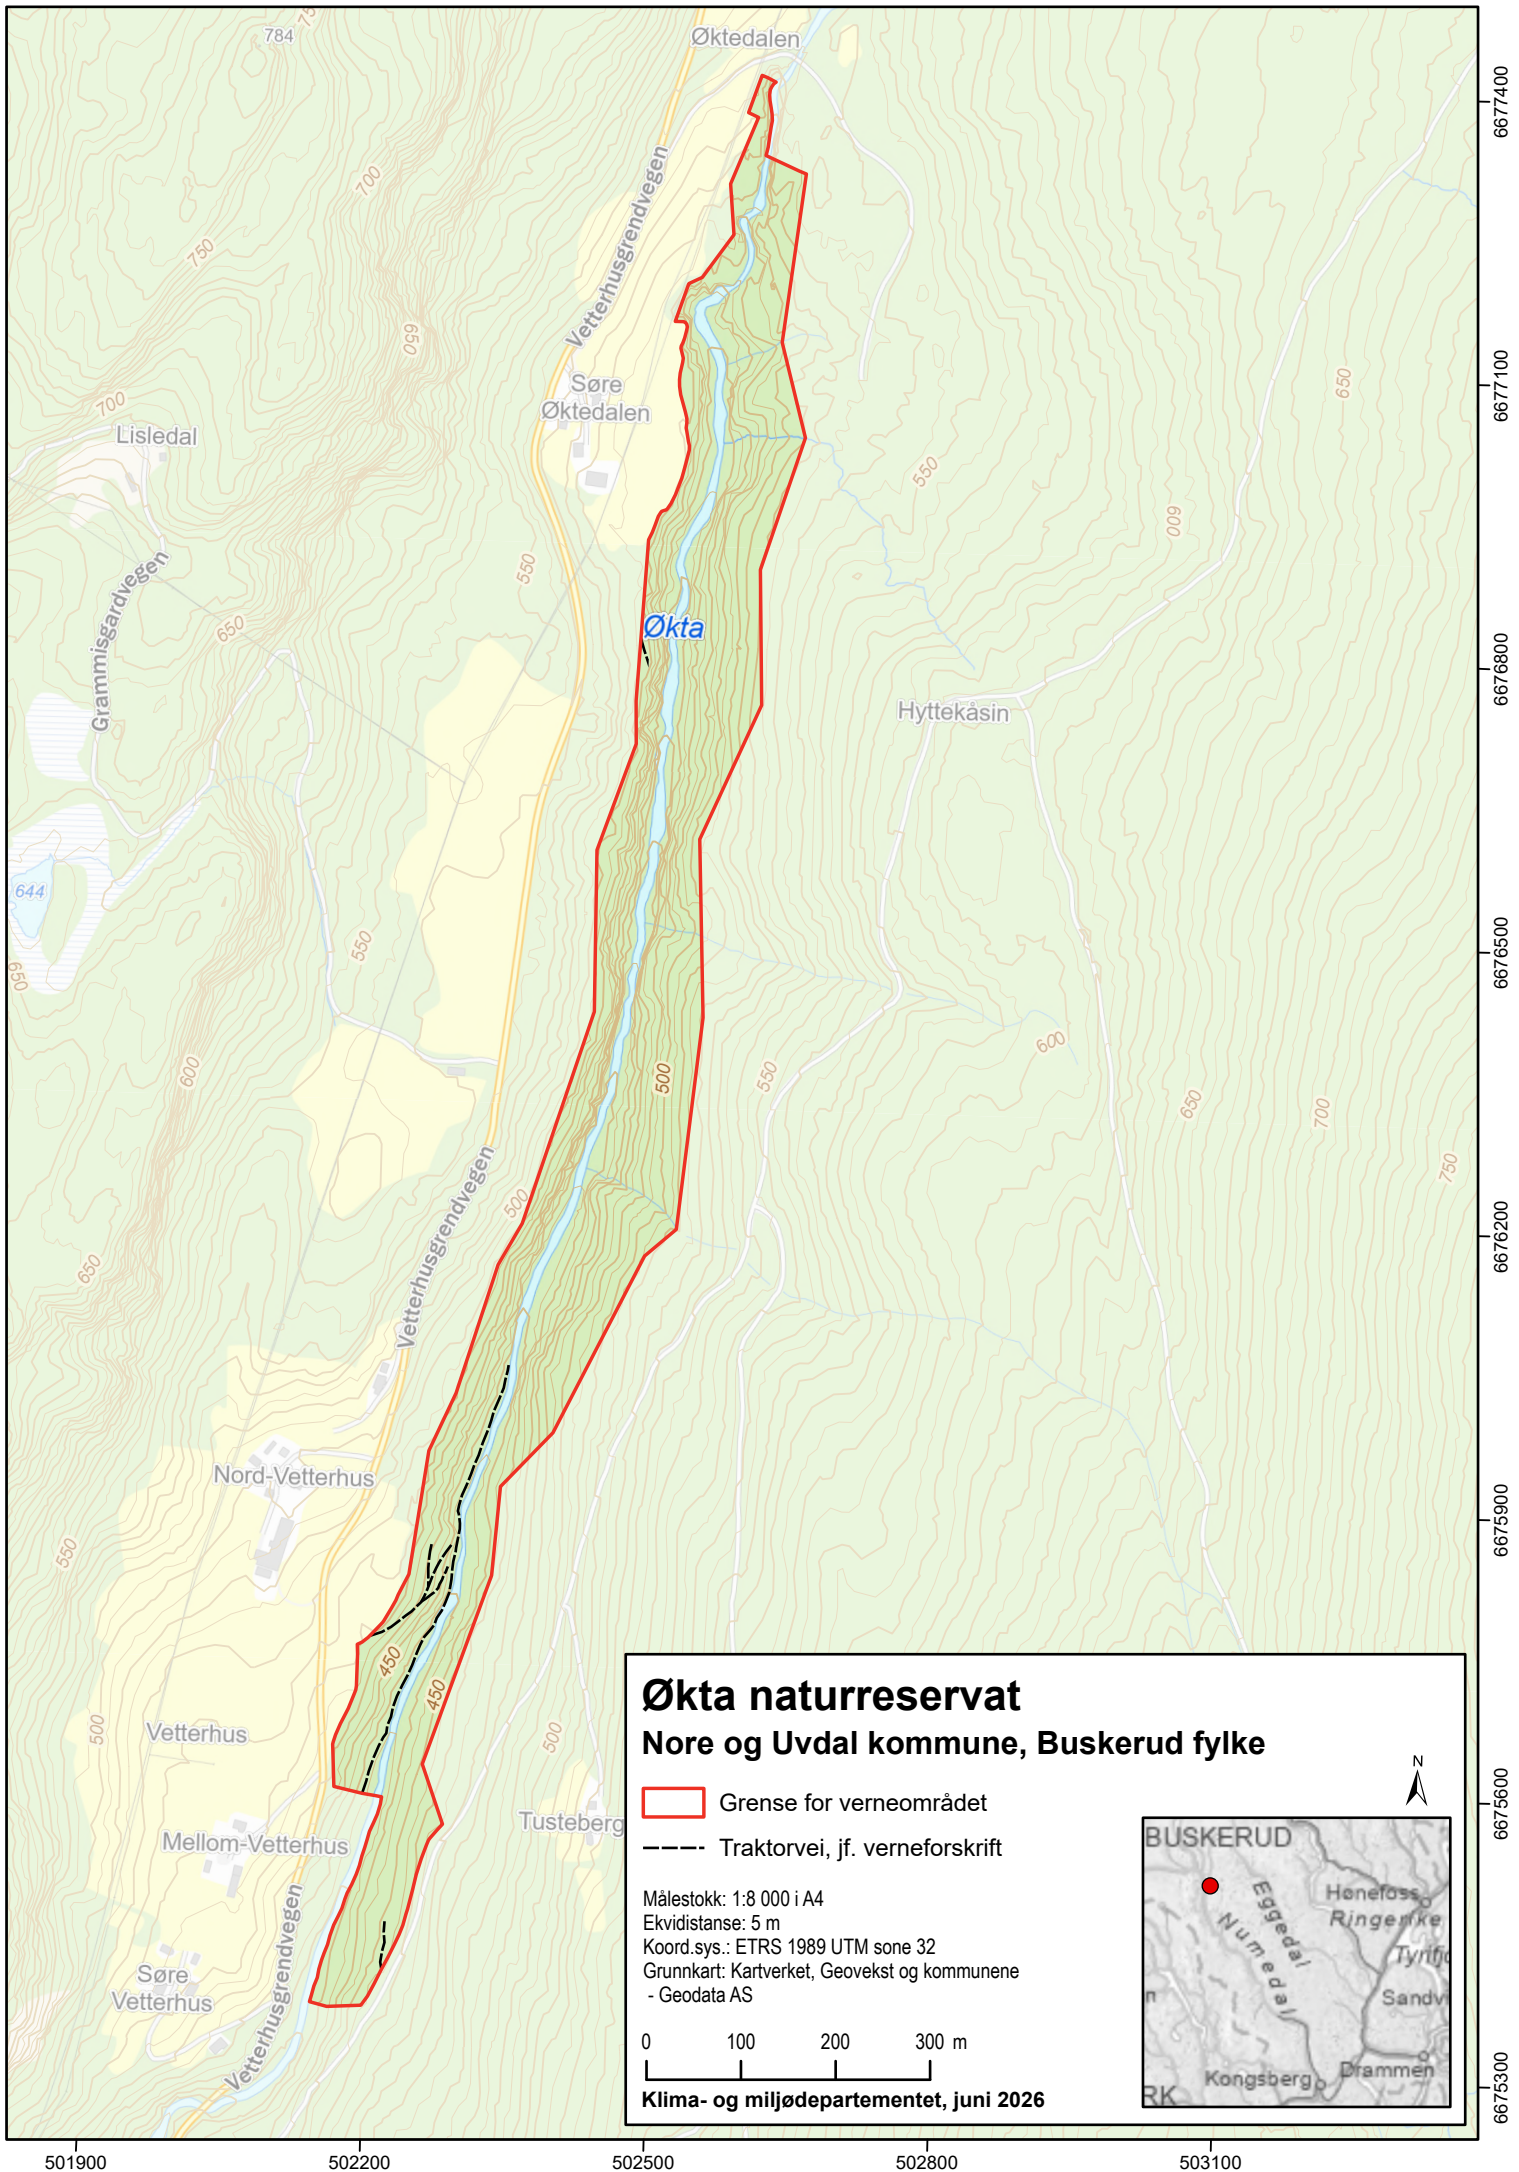 784
75
Øktedalen
6677400
700
Vetterhusgrendvegen
750
650
6677100
650
Søre
Øktedalen
700
Lisledal
550
600
550
Grammisgardvegen
650
Økta
6676800
Hyttekåsin
644
550
650
6676500
600
600
500
550
650
700
750
Vetterhusgrendvegen
500
6676200
650
Nord-Vetterhus
6675900
550
450
450
500
500
Vetterhus
Mellom-Vetterhus
Tusteberg
6675600
Søre
Vetterhus
Vetterhusgrendvegen
6675300
Økta naturreservat
Nore og Uvdal kommune, Buskerud fylke
Grense for verneområdet
Traktorvei, jf. verneforskrift
Målestokk: 1:8 000 i A4
Ekvidistanse: 5 m
Koord.sys.: ETRS 1989 UTM sone 32
Grunnkart: Kartverket, Geovekst og kommunene
- Geodata AS
0 100 200 300 m
Klima- og miljødepartementet, juni 2026
N
BUSKERUD
Eggedal
Numedal
Hønefoss
Ringerike
Tyrifjo
n
Sandvi
Drammen
Kongsberg
RK
501900 502200 502500 502800 503100